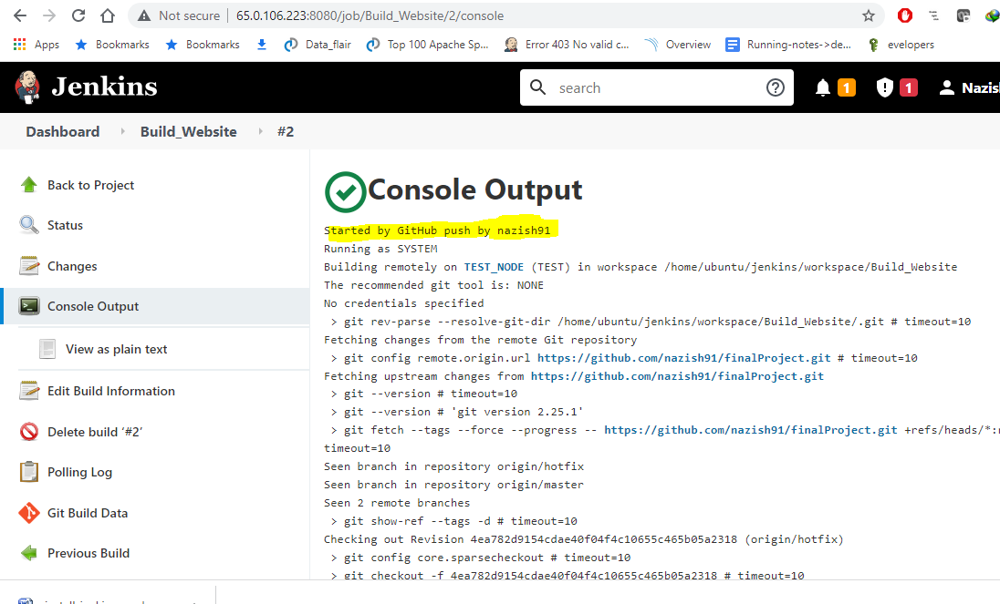 Not secure | 65.0.106.223:8080/job/Build_Website/2/console
Apps Bookmarks Bookmarks Data_flair Top 100 Apache Sp... Error 403 No valid c... Overview Running-notes->de... evelopers
Jenkins search 1 1 Nazis
Dashboard Build_Website #2
Back to Project
Status
Changes
Console Output
View as plain text
Edit Build Information
Delete build ‘#2’
Polling Log
Git Build Data
Previous Build
Console Output
Started by GitHub push by nazish91
Running as SYSTEM
Building remotely on TEST_NODE (TEST) in workspace /home/ubuntu/jenkins/workspace/Build_Website
The recommended git tool is: NONE
No credentials specified
> git rev-parse --resolve-git-dir /home/ubuntu/jenkins/workspace/Build_Website/.git # timeout=10
Fetching changes from the remote Git repository
> git config remote.origin.url https://github.com/nazish91/finalProject.git # timeout=10
Fetching upstream changes from https://github.com/nazish91/finalProject.git
> git --version # timeout=10
> git --version # 'git version 2.25.1'
> git fetch --tags --force --progress -- https://github.com/nazish91/finalProject.git +refs/heads/*:
timeout=10
Seen branch in repository origin/hotfix
Seen branch in repository origin/master
Seen 2 remote branches
> git show-ref --tags -d # timeout=10
Checking out Revision 4ea782d9154cdae40f04f4c10655c465b05a2318 (origin/hotfix)
> git config core.sparsecheckout # timeout=10
> git checkout -f 4ea782d9154cdae40f04f4c10655c465b05a2318 # timeout=10